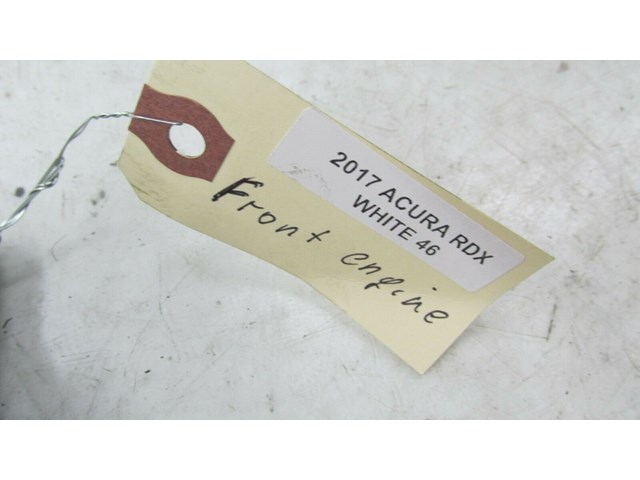 2017 ACURA RDX
WHITE 46
Front engine